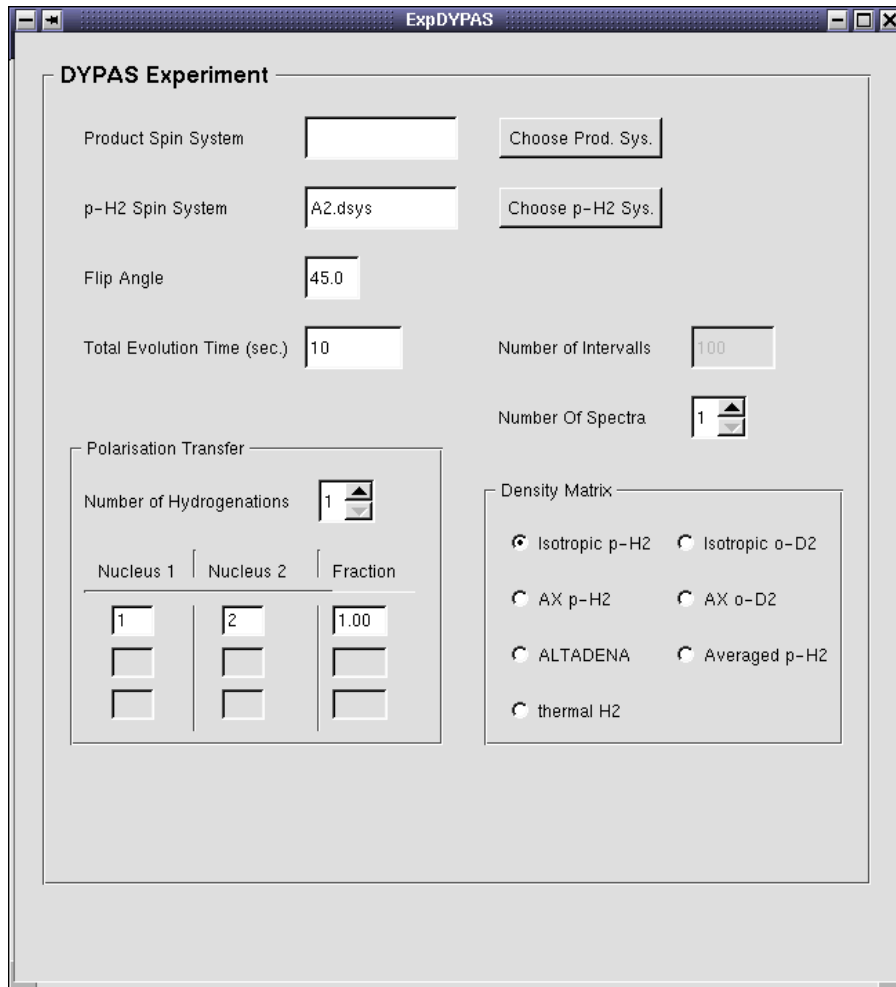 ExpDYPAS
DYPAS Experiment
Product Spin System Choose Prod. Sys.
p-H2 Spin System A2.dsys Choose p-H2 Sys.
Flip Angle 45.0
Total Evolution Time (sec.) 10 Number of Intervalls 100
Number Of Spectra 1
Polarisation Transfer
Number of Hydrogenations 1
Nucleus 1 Nucleus 2 Fraction
1 2 1.00
Density Matrix
Isotropic p-H2 Isotropic o-D2
AX p-H2 AX o-D2
ALTADENA Averaged p-H2
thermal H2